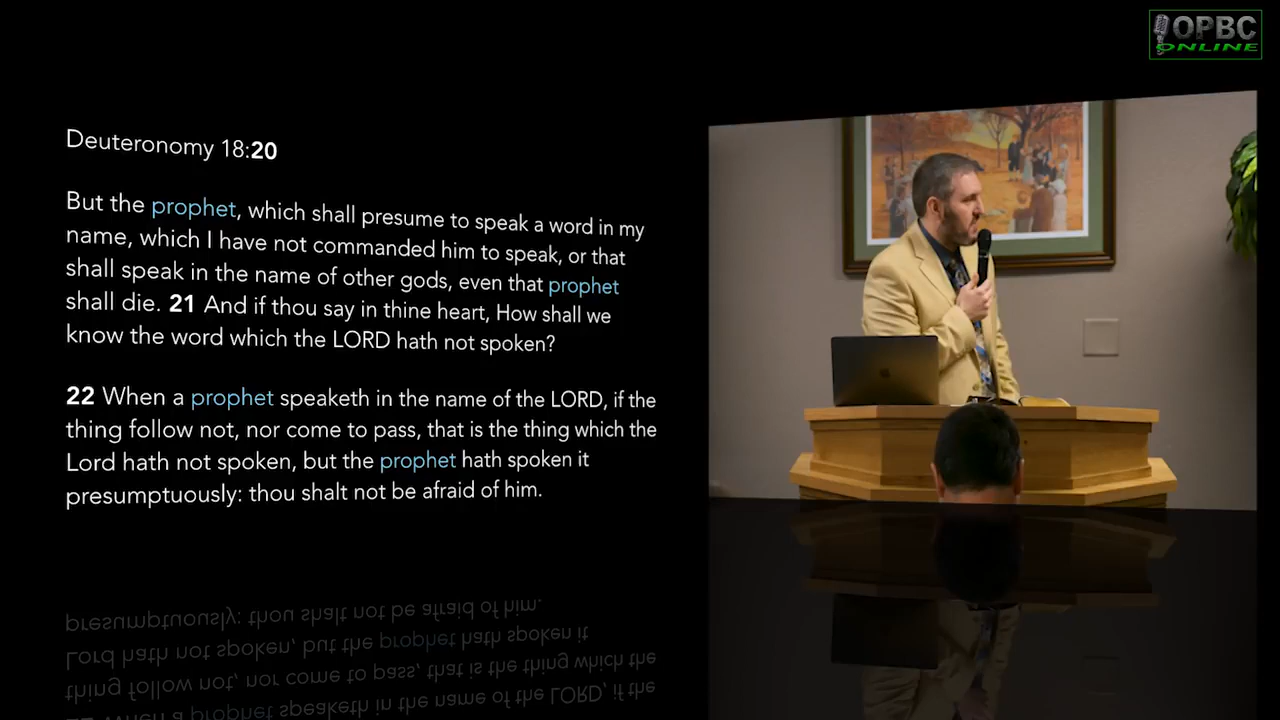 OPBC
ONLINE
Deuteronomy 18:20
But the prophet, which shall presume to speak a word in my
name, which I have not commanded him to speak, or that
shall speak in the name of other gods, even that prophet
shall die. 21 And if thou say in thine heart, How shall we
know the word which the LORD hath not spoken?
22 When a prophet speaketh in the name of the LORD, if the
thing follow not, nor come to pass, that is the thing which the
Lord hath not spoken, but the prophet hath spoken it
presumptuously: thou shalt not be afraid of him.